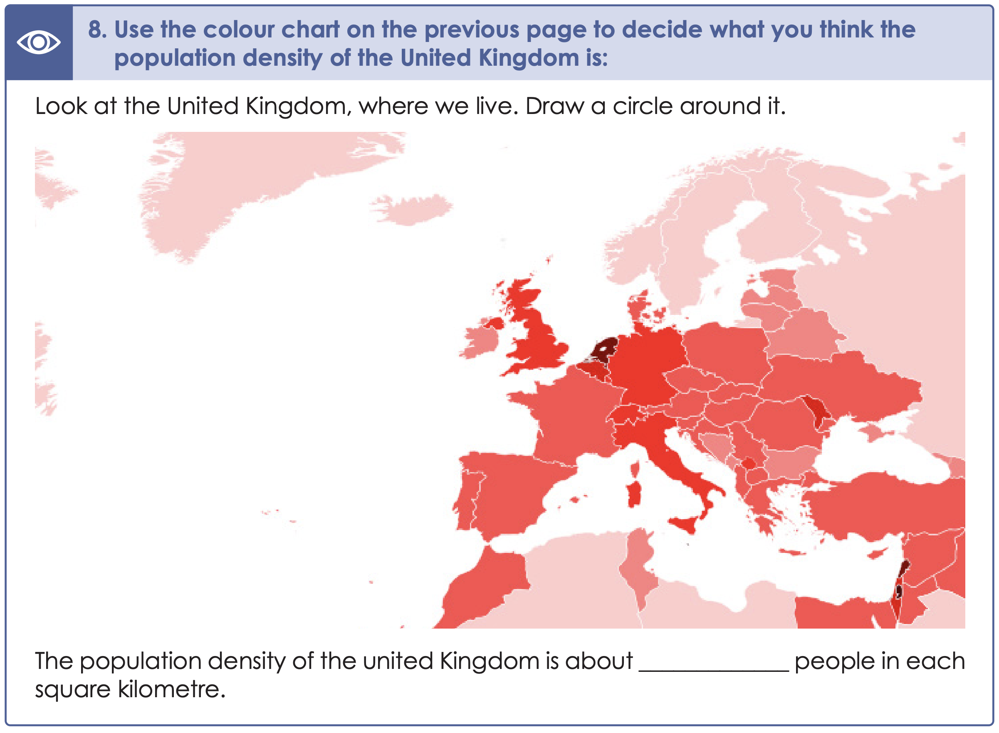 8. Use the colour chart on the previous page to decide what you think the
population density of the United Kingdom is:
Look at the United Kingdom, where we live. Draw a circle around it.
The population density of the united Kingdom is about _____________ people in each
square kilometre.